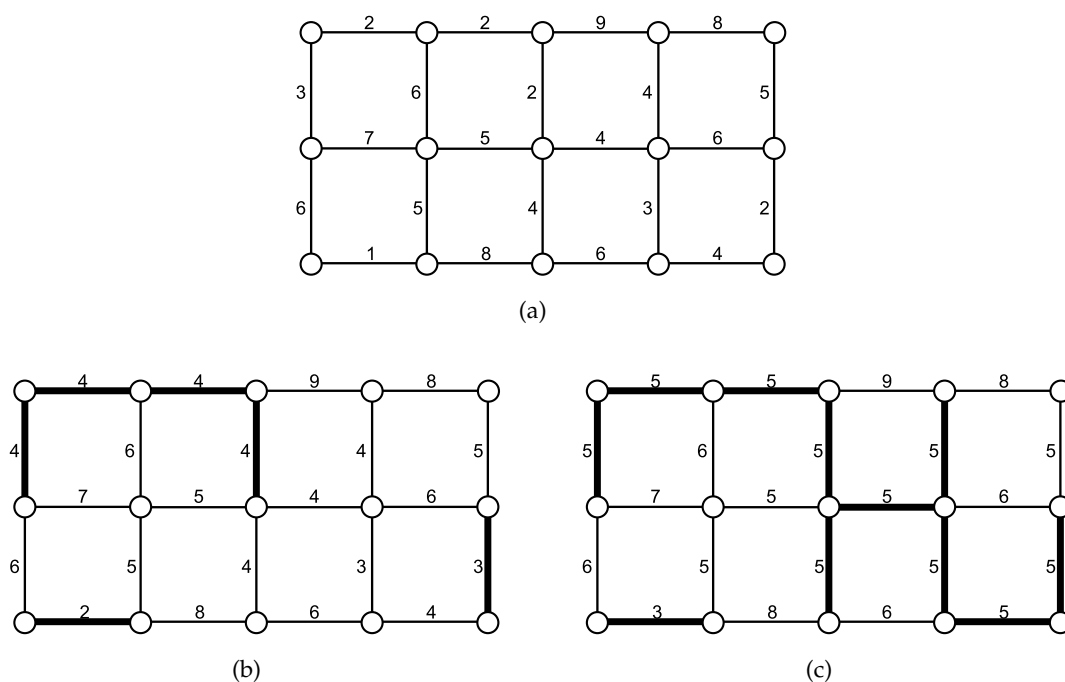 2 2 9 8
3 6 2 4 5
7 5 4 6
6 5 4 3 2
1 8 6 4
(a)
4 4 9 8
4 6 4 4 5
7 5 4 6
6 5 4 3 3
2 8 6 4
(b)
5 5 9 8
5 6 5 5 5
7 5 5 6
6 5 5 5 5
3 8 6 5
(c)